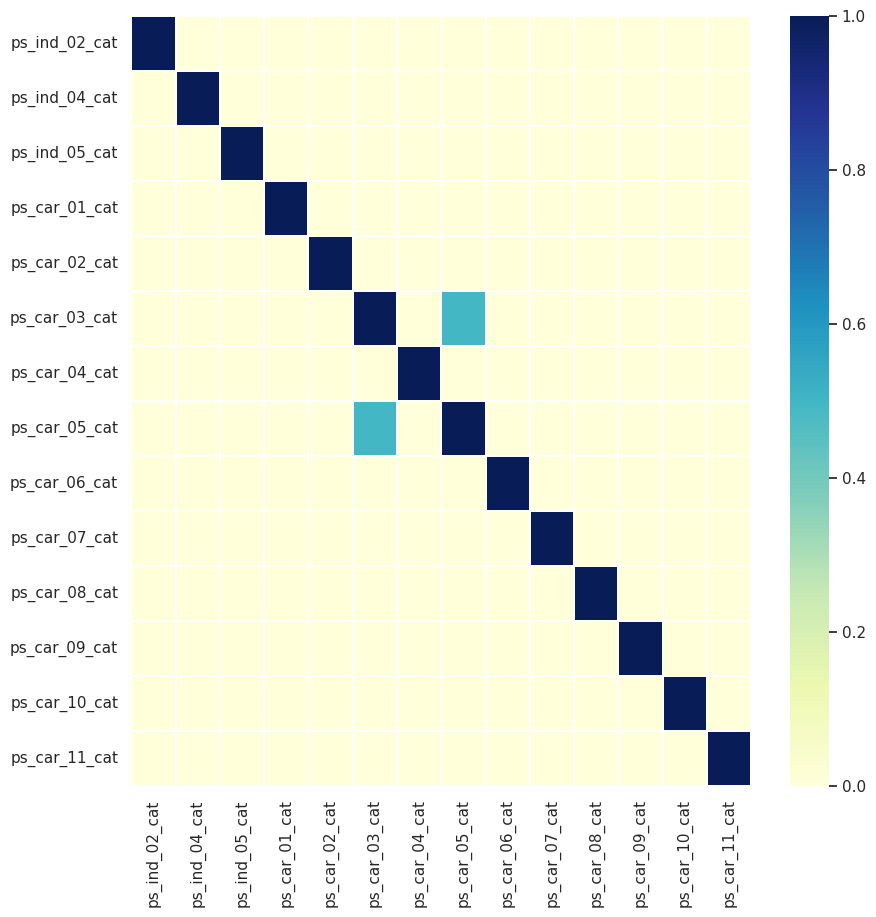 ps_ind_02_cat
ps_ind_04_cat
ps_ind_05_cat
ps_car_01_cat
ps_car_02_cat
ps_car_03_cat
ps_car_04_cat
ps_car_05_cat
ps_car_06_cat
ps_car_07_cat
ps_car_08_cat
ps_car_09_cat
ps_car_10_cat
ps_car_11_cat
ps_ind_02_cat
ps_ind_04_cat
ps_ind_05_cat
ps_car_01_cat
ps_car_02_cat
ps_car_03_cat
ps_car_04_cat
ps_car_05_cat
ps_car_06_cat
ps_car_07_cat
ps_car_08_cat
ps_car_09_cat
ps_car_10_cat
ps_car_11_cat
1.0
0.8
0.6
0.4
0.2
0.0